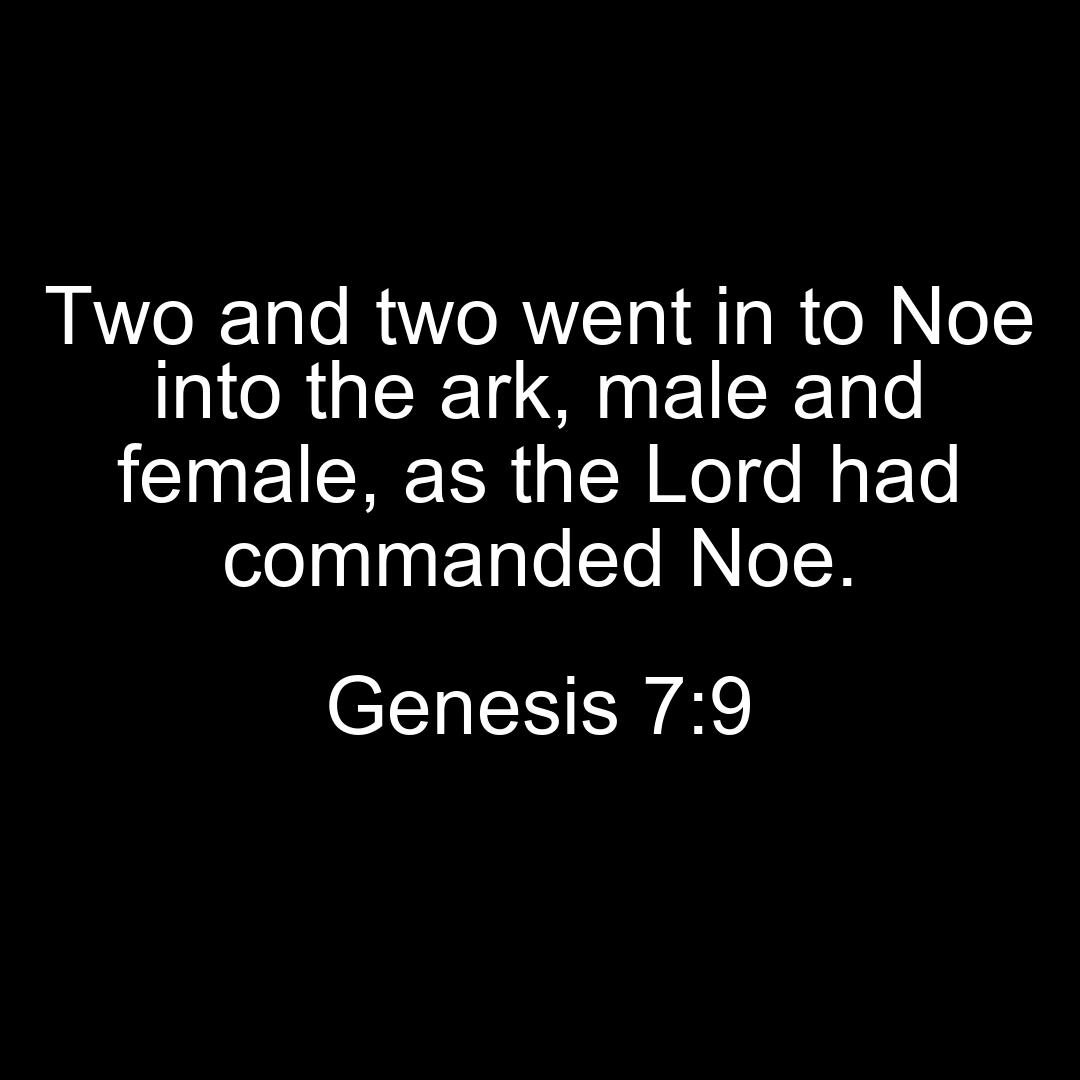 Two and two went in to Noe
into the ark, male and
female, as the Lord had
commanded Noe.
Genesis 7:9